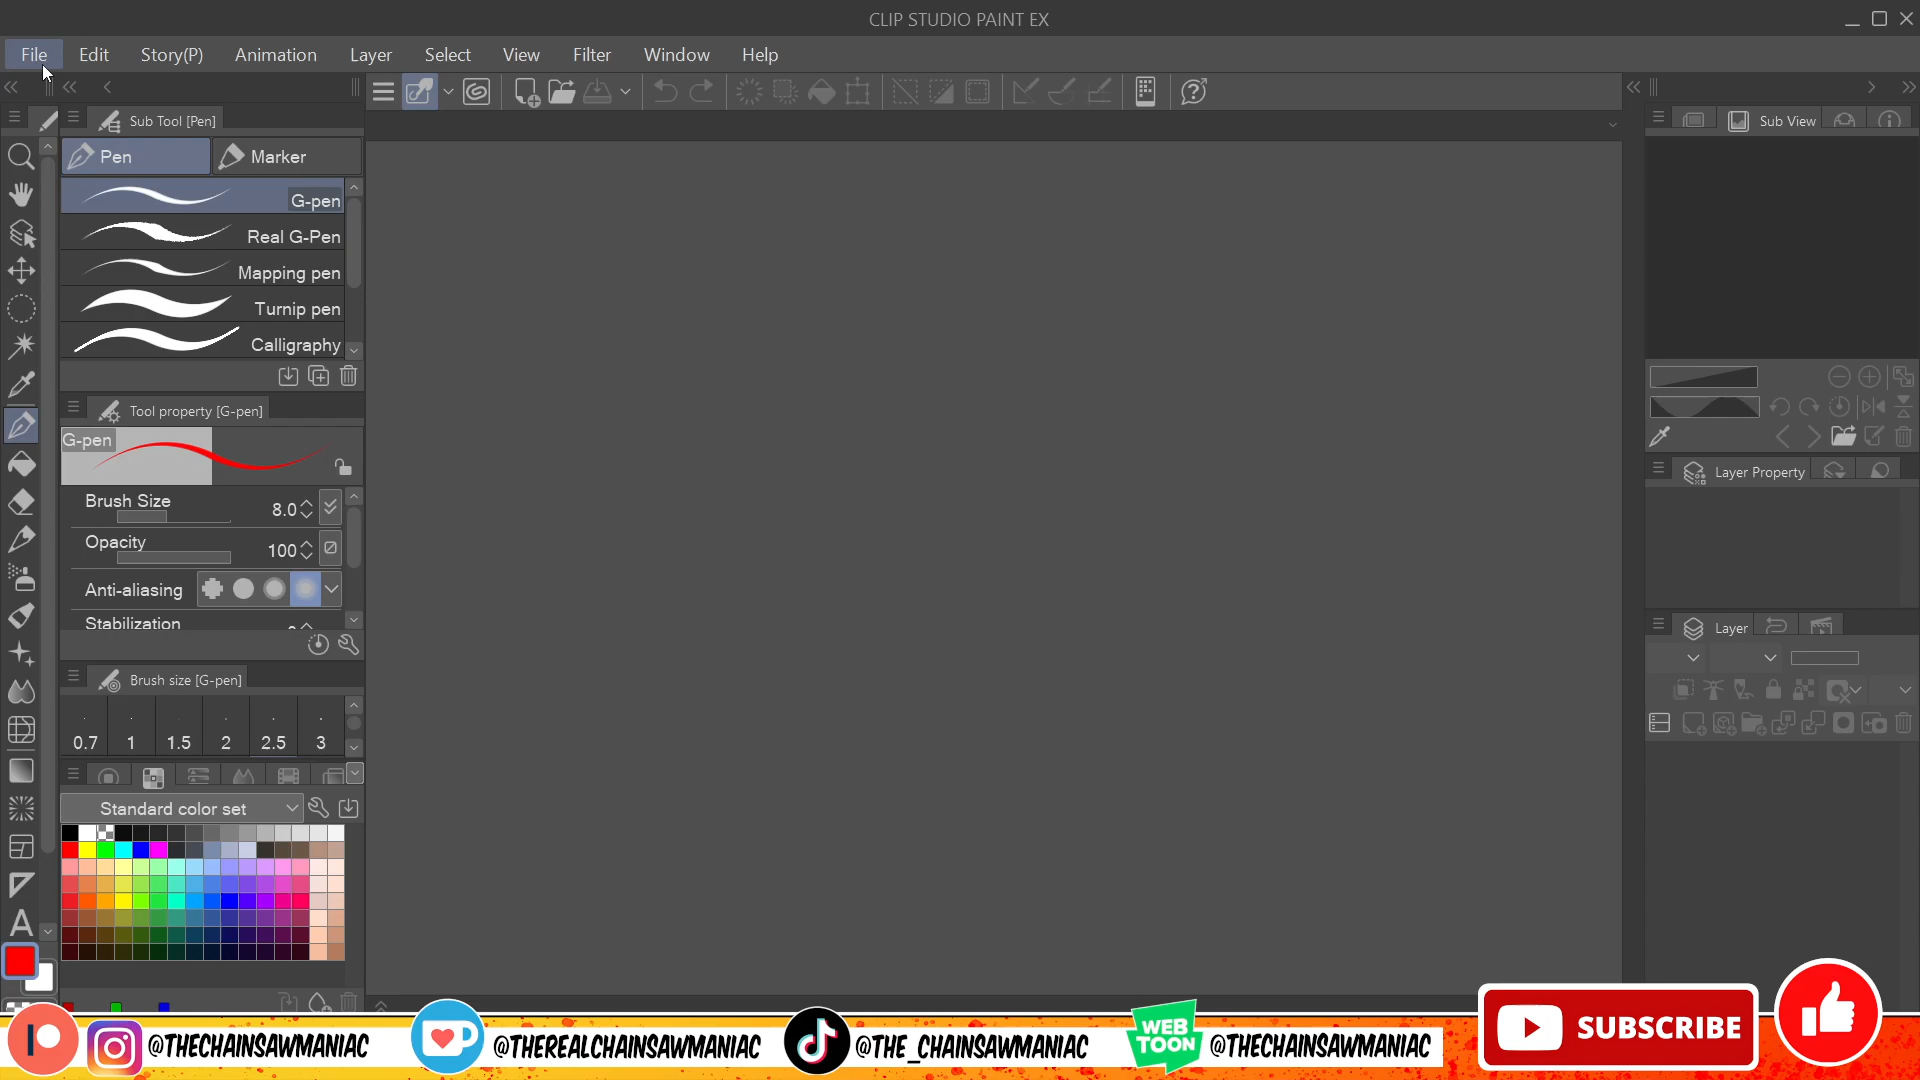 CLIP STUDIO PAINT EX
File Edit Story(P) Animation Layer Select View Filter Window Help
Sub Tool [Pen]
Pen Marker
G-pen
Real G-Pen
Mapping pen
Turnip pen
Calligraphy
Tool property [G-pen]
G-pen
Brush Size 8.0
Opacity 100
Anti-aliasing
Stabilization
Brush size [G-pen]
0.7 1 1.5 2 2.5 3
Standard color set
Sub View
Layer Property
Layer
@THECHAINSAWMANIAC @THEREALCHAINSAWMANIAC @THE_CHAINSAWMANIAC
WEB
TOON
@THECHAINSAWMANIAC
SUBSCRIBE